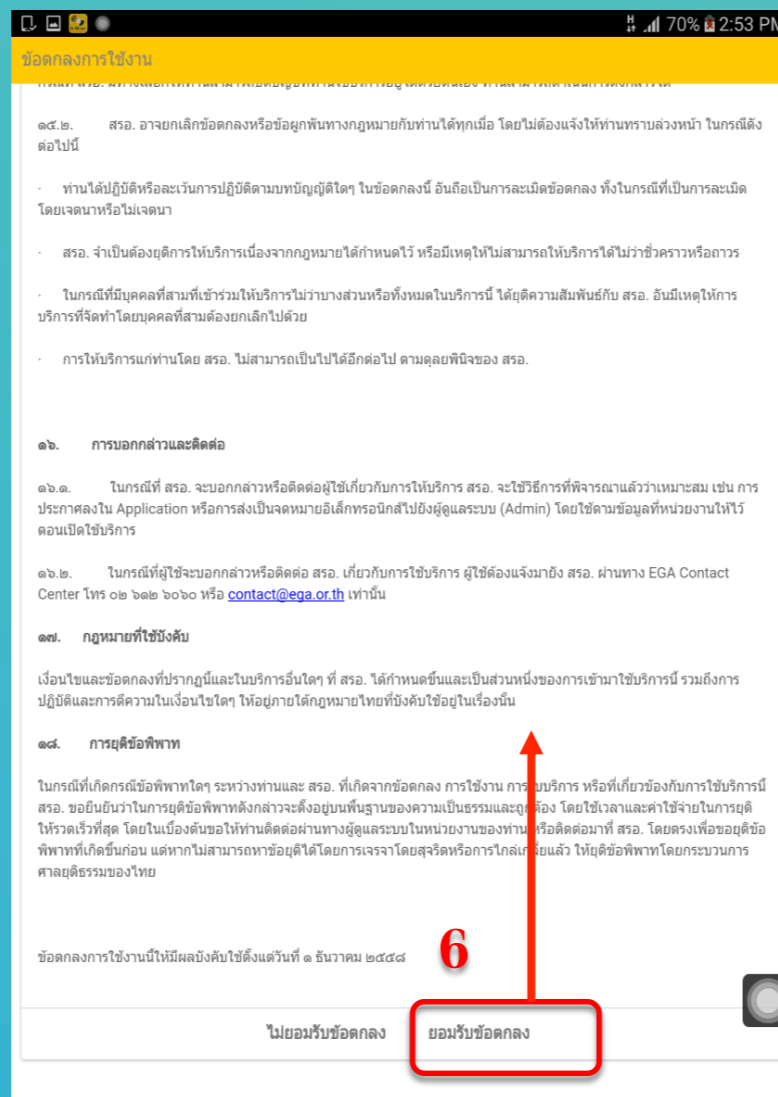 70% 2:53 PM
ข้อตกลงการใช้งาน
๑๕.๒. สรอ. อาจยกเลิกข้อตกลงหรือข้อผูกพันทางกฎหมายกับท่านได้ทุกเมื่อ โดยไม่ต้องแจ้งให้ท่านทราบล่วงหน้า ในกรณีดัง
ต่อไปนี้
· ท่านได้ปฏิบัติหรือละเว้นการปฏิบัติตามบทบัญญัติใดๆ ในข้อตกลงนี้ อันถือเป็นการละเมิดข้อตกลง ทั้งในกรณีที่เป็นการละเมิด
โดยเจตนาหรือไม่เจตนา
· สรอ. จำเป็นต้องยุติการให้บริการเนื่องจากกฎหมายได้กำหนดไว้ หรือมีเหตุให้ไม่สามารถให้บริการได้ไม่ว่าชั่วคราวหรือถาวร
· ในกรณีที่มีบุคคลที่สามที่เข้าร่วมให้บริการไม่ว่าบางส่วนหรือทั้งหมดในบริการนี้ ได้ยุติความสัมพันธ์กับ สรอ. อันมีเหตุให้การ
บริการที่จัดทำโดยบุคคลที่สามต้องยกเลิกไปด้วย
· การให้บริการแก่ท่านโดย สรอ. ไม่สามารถเป็นไปได้อีกต่อไป ตามดุลยพินิจของ สรอ.
๑๖. การบอกกล่าวและติดต่อ
๑๖.๑. ในกรณีที่ สรอ. จะบอกกล่าวหรือติดต่อผู้ใช้เกี่ยวกับการให้บริการ สรอ. จะใช้วิธีการที่พิจารณาแล้วว่าเหมาะสม เช่น การ
ประกาศลงใน Application หรือการส่งเป็นจดหมายอิเล็กทรอนิกส์ไปยังผู้ดูแลระบบ (Admin) โดยใช้ตามข้อมูลที่หน่วยงานให้ไว้
ตอนเปิดใช้บริการ
๑๖.๒. ในกรณีที่ผู้ใช้จะบอกกล่าวหรือติดต่อ สรอ. เกี่ยวกับการใช้บริการ ผู้ใช้ต้องแจ้งมายัง สรอ. ผ่านทาง EGA Contact
Center โทร ๐๒ ๖๑๒ ๖๐๖๐ หรือ contact@ega.or.th เท่านั้น
๑๗. กฎหมายที่ใช้บังคับ
เงื่อนไขและข้อตกลงที่ปรากฏนี้และในบริการอื่นใดๆ ที่ สรอ. ได้กำหนดขึ้นและเป็นส่วนหนึ่งของการเข้ามาใช้บริการนี้ รวมถึงการ
ปฏิบัติและการตีความในเงื่อนไขใดๆ ให้อยู่ภายใต้กฎหมายไทยที่บังคับใช้อยู่ในเรื่องนั้น
๑๘. การยุติข้อพิพาท
ในกรณีที่เกิดกรณีข้อพิพาทใดๆ ระหว่างท่านและ สรอ. ที่เกิดจากข้อตกลง การใช้งาน หรือที่เกี่ยวข้องกับการใช้บริการนี้
สรอ. ขอยืนยันว่าในการยุติข้อพิพาทดังกล่าวจะตั้งอยู่บนพื้นฐานของความเป็นธรรมและถูกต้อง โดยใช้เวลาและค่าใช้จ่ายในการยุติ
ให้รวดเร็วที่สุด โดยในเบื้องต้นขอให้ท่านติดต่อผ่านทางผู้ดูแลระบบในหน่วยงานของท่าน หรือติดต่อมาที่ สรอ. โดยตรงเพื่อขอยุติข้อ
พิพาทที่เกิดขึ้นก่อน แต่หากไม่สามารถหาข้อยุติได้โดยการเจรจาโดยสุจริตหรือการไกล่เกลี่ยแล้ว ให้ยุติข้อพิพาทโดยกระบวนการ
ศาลยุติธรรมของไทย
ข้อตกลงการใช้งานนี้ให้มีผลบังคับใช้ตั้งแต่วันที่ ๑ ธันวาคม ๒๕๕๘
6
ไม่ยอมรับข้อตกลง ยอมรับข้อตกลง